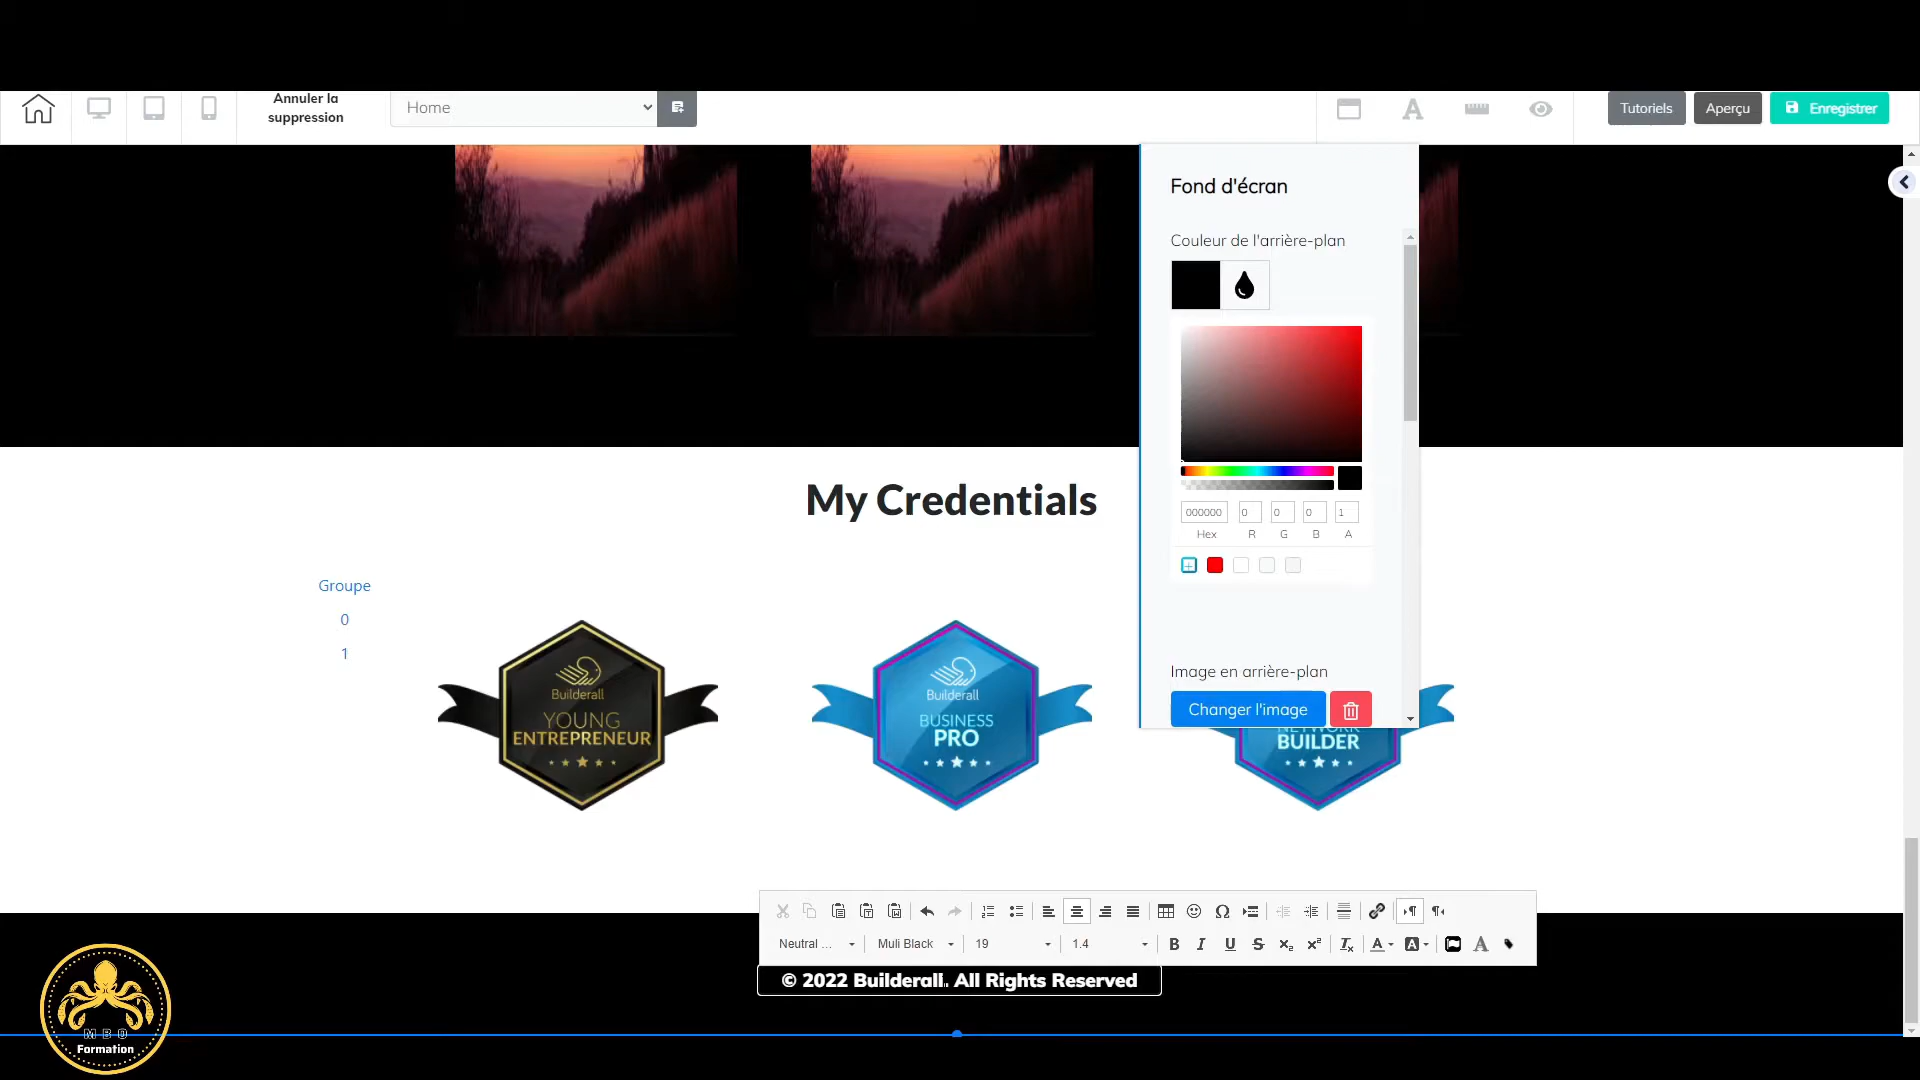 Annuler la
suppression
Home
Tutoriels
Aperçu
Enregistrer
Fond d'écran
Couleur de l'arrière-plan
000000
0
0
0
1
Hex
R
G
B
A
Image en arrière-plan
Changer l'image
My Credentials
Groupe
0
1
Builderall
YOUNG
ENTREPRENEUR
Builderall
BUSINESS
PRO
NETWORK
BUILDER
Neutral ...
Muli Black
19
1.4
© 2022 Builderall. All Rights Reserved
M B O
Formation